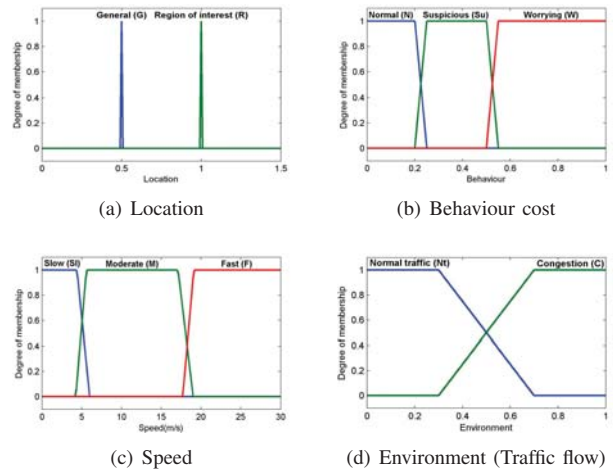 General (G) Region of interest (R)
Degree of membership
1
0.8
0.6
0.4
0.2
0
0 0.5 1 1.5
Location
(a) Location
Normal (N) Suspicious (Su) Worrying (W)
Degree of membership
1
0.8
0.6
0.4
0.2
0
0 0.2 0.4 0.6 0.8 1
Behaviour
(b) Behaviour cost
Slow (Sl) Moderate (M) Fast (F)
Degree of membership
1
0.8
0.6
0.4
0.2
0
0 5 10 15 20 25 30
Speed(m/s)
(c) Speed
Normal traffic (Nt) Congestion (C)
Degree of membership
1
0.8
0.6
0.4
0.2
0
0 0.2 0.4 0.6 0.8 1
Environment
(d) Environment (Traffic flow)